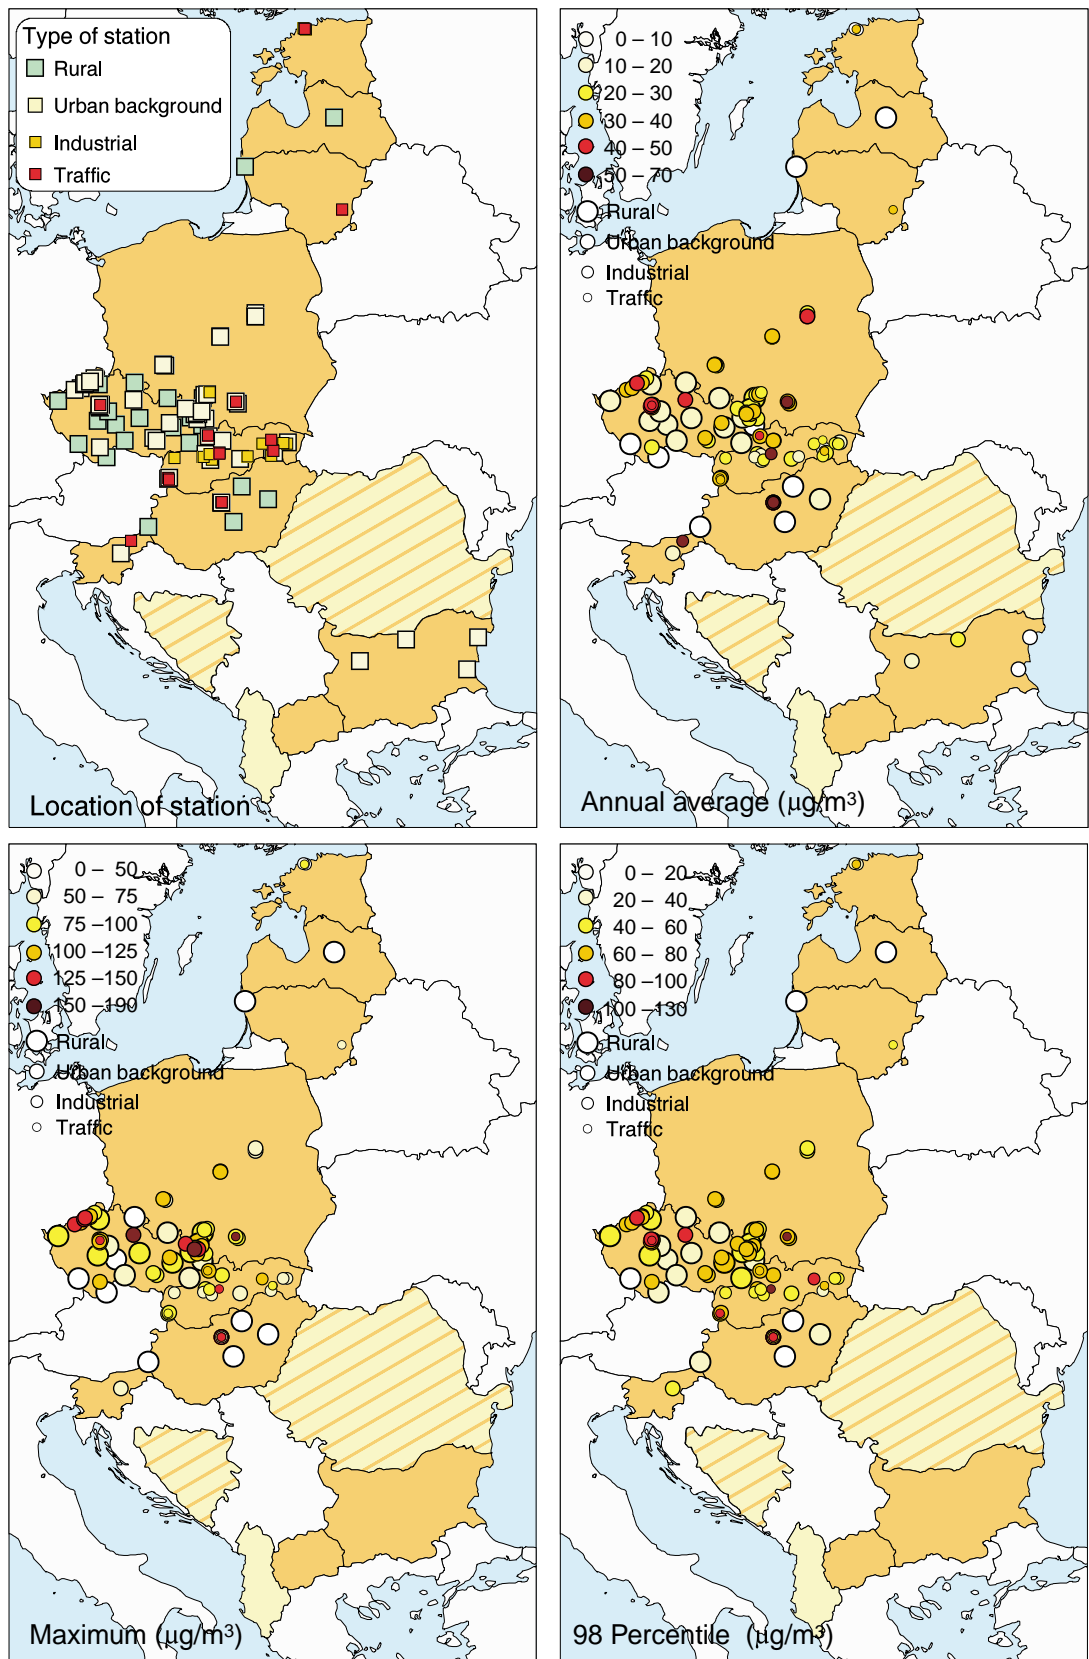 Type of station
Rural
Urban background
Industrial
Traffic
Location of station
0 – 10
10 – 20
20 – 30
30 – 40
40 – 50
50 – 70
Rural
Urban background
Industrial
Traffic
Annual average (µg/m³)
0 – 50
50 – 75
75 –100
100 –125
125 –150
150 –190
Rural
Urban background
Industrial
Traffic
Maximum (µg/m³)
0 – 20
20 – 40
40 – 60
60 – 80
80 –100
100 –130
Rural
Urban background
Industrial
Traffic
98 Percentile (µg/m³)